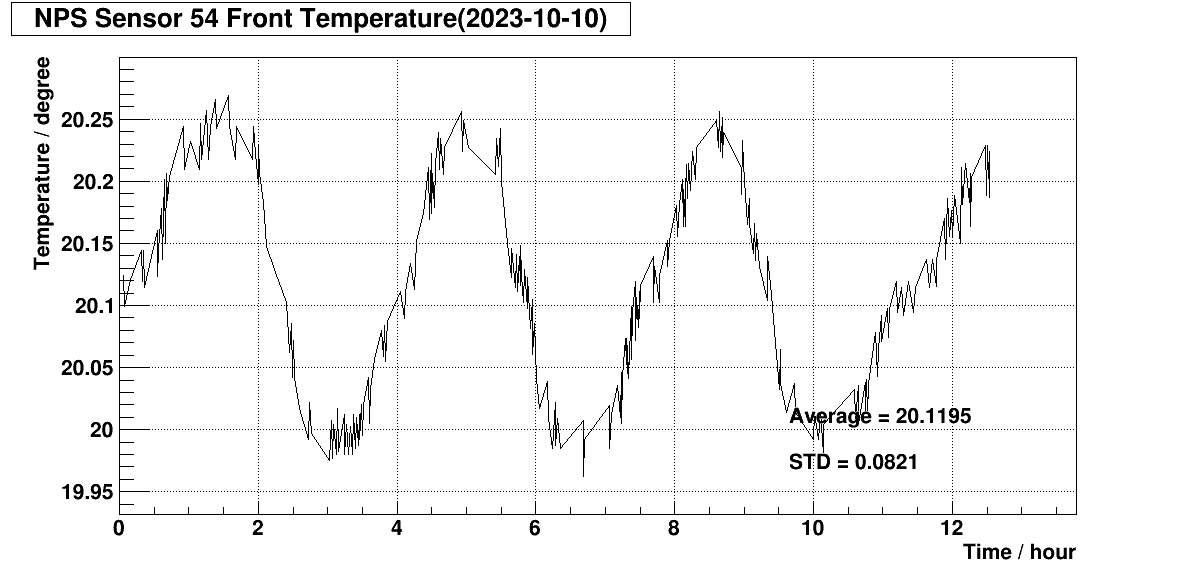 NPS Sensor 54 Front Temperature(2023-10-10)
Temperature / degree
20.25
20.2
20.15
20.1
20.05
20
19.95
Average = 20.1195
STD = 0.0821
0 2 4 6 8 10 12
Time / hour